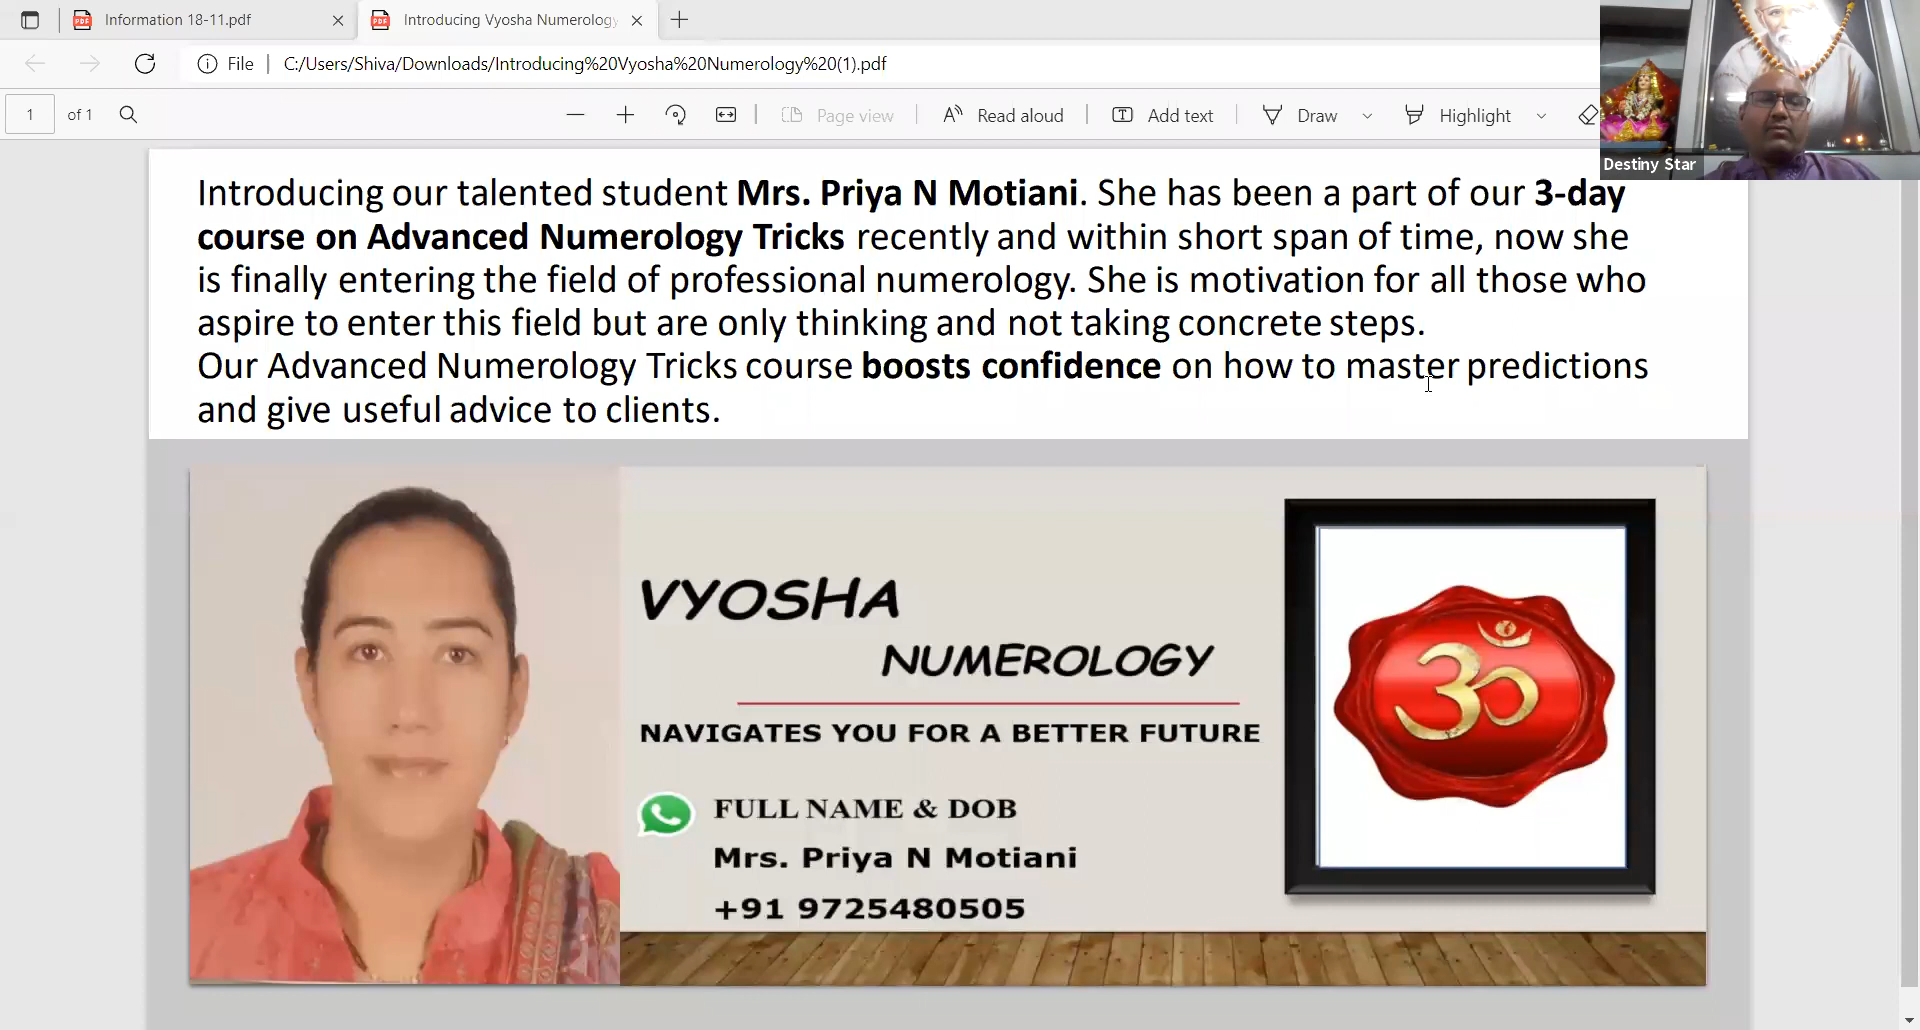 Information 18-11.pdf
Introducing Vyosha Numerology
File
C:/Users/Shiva/Downloads/Introducing%20Vyosha%20Numerology%20(1).pdf
1 of 1
Page view
Read aloud
Add text
Draw
Highlight
Destiny Star
Introducing our talented student Mrs. Priya N Motiani. She has been a part of our 3-day
course on Advanced Numerology Tricks recently and within short span of time, now she
is finally entering the field of professional numerology. She is motivation for all those who
aspire to enter this field but are only thinking and not taking concrete steps.
Our Advanced Numerology Tricks course boosts confidence on how to master predictions
and give useful advice to clients.
VYOSHA
NUMEROLOGY
NAVIGATES YOU FOR A BETTER FUTURE
FULL NAME & DOB
Mrs. Priya N Motiani
+91 9725480505
ॐ